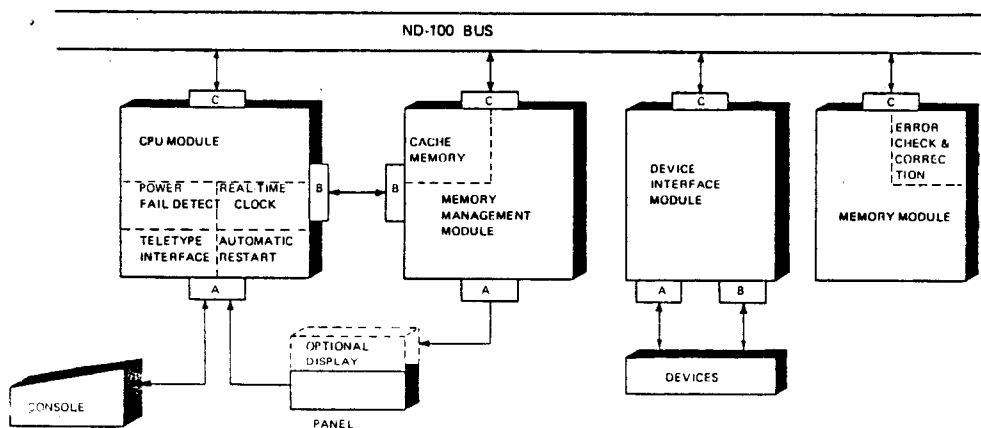 ND-100 BUS
C
CPU MODULE
POWER
FAIL DETECT
REAL-TIME
CLOCK
TELETYPE
INTERFACE
AUTOMATIC
RESTART
B
A
C
CACHE
MEMORY
B
MEMORY
MANAGEMENT
MODULE
A
C
DEVICE
INTERFACE
MODULE
A
B
C
ERROR
CHECK &
CORREC
TION
MEMORY MODULE
OPTIONAL
DISPLAY
PANEL
CONSOLE
DEVICES